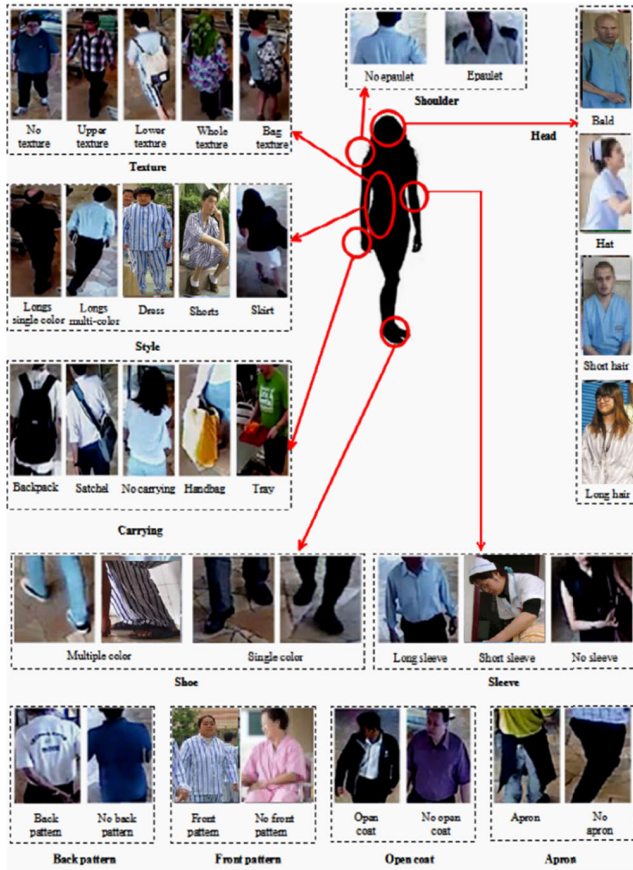 No texture
Upper texture
Lower texture
Whole texture
Bag texture
Texture
No epaulet
Epaulet
Shoulder
Head
Bald
Hat
Short hair
Long hair
Longs single color
Longs multi-color
Dress
Shorts
Skirt
Style
Backpack
Satchal
No carrying
Handbag
Tray
Carrying
Multiple color
Single color
Shoe
Long sleeve
Short sleeve
No sleeve
Sleeve
Back pattern
No back pattern
Back pattern
Front pattern
No front pattern
Front pattern
Open coat
No open coat
Open coat
Apron
No apron
Apron